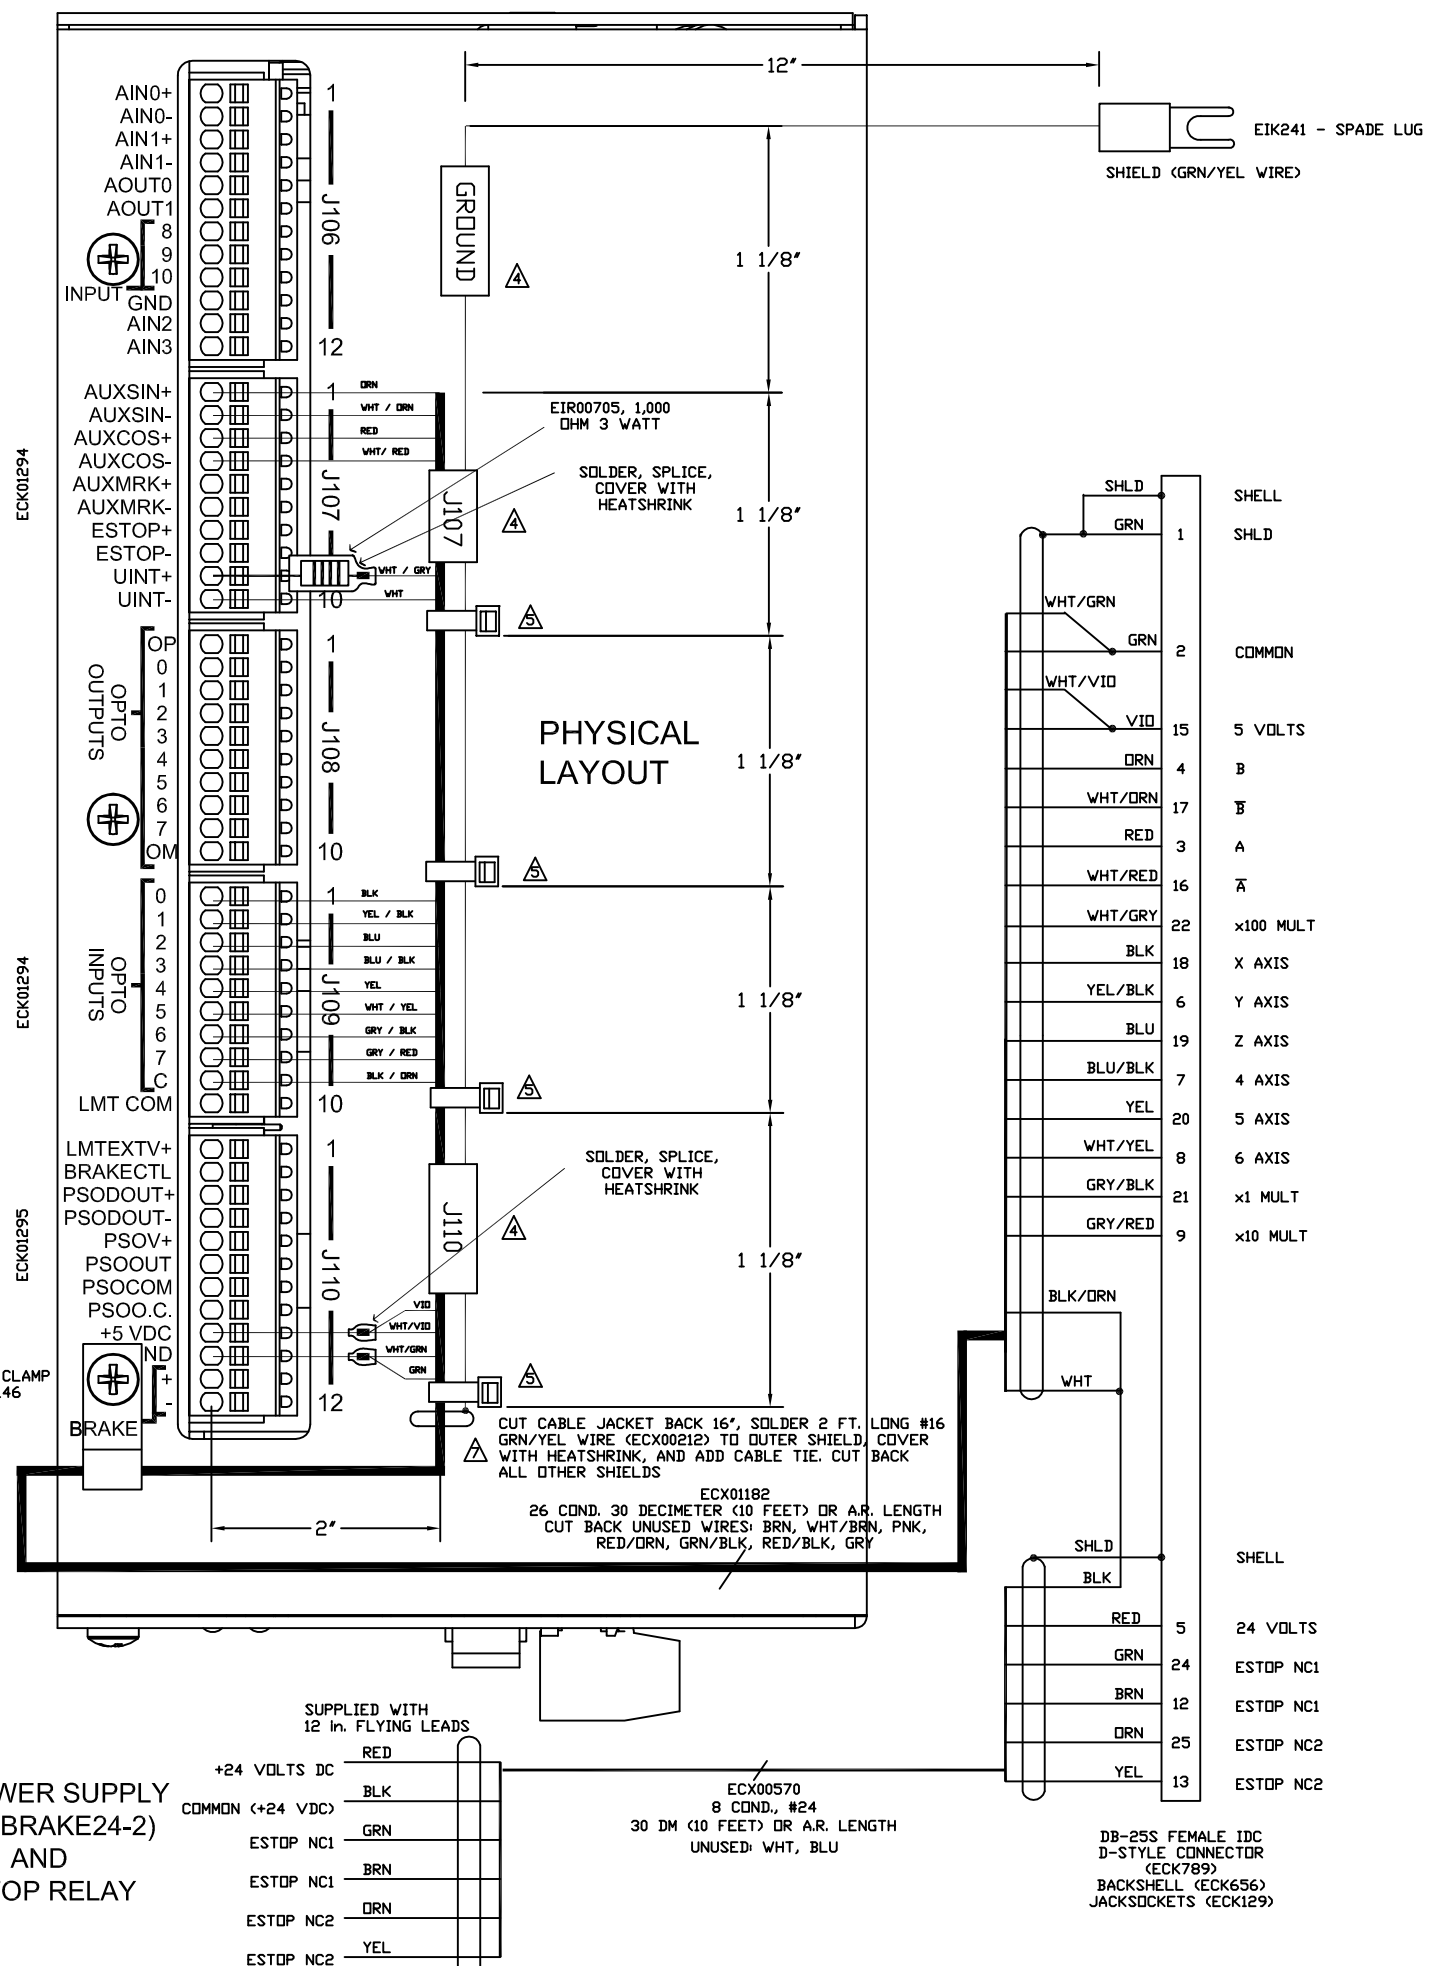 12"
EIK241 - SPADE LUG
SHIELD (GRN/YEL WIRE)
AIN0+
AIN0-
AIN1+
AIN1-
AOUT0
AOUT1
8
9
10
INPUT
GND
AIN2
AIN3
1
J106
12
GROUND
4
1 1/8"
ECK01294
AUXSIN+
AUXSIN-
AUXCOS+
AUXCOS-
AUXMRK+
AUXMRK-
ESTOP+
ESTOP-
UINT+
UINT-
1
J107
10
ORN
WHT / ORN
RED
WHT/ RED
WHT / GRY
WHT
EIR00705, 1,000
OHM 3 WATT
SOLDER, SPLICE,
COVER WITH
HEATSHRINK
J107
4
5
1 1/8"
OPTO
OUTPUTS
OP
0
1
2
3
4
5
6
7
OM
1
J108
10
PHYSICAL
LAYOUT
5
1 1/8"
ECK01294
OPTO
INPUTS
0
1
2
3
4
5
6
7
C
LMT COM
1
J109
10
BLK
YEL / BLK
BLU
BLU / BLK
YEL
WHT / YEL
GRY / BLK
GRY / RED
BLK / ORN
5
1 1/8"
ECK01295
LMTEXTV+
BRAKECTL
PSODOUT+
PSODOUT-
PSOV+
PSOOUT
PSOCOM
PSOO.C.
+5 VDC
ND
+
-
BRAKE
CLAMP
46
1
J110
12
VIO
WHT/VIO
WHT/GRN
GRN
SOLDER, SPLICE,
COVER WITH
HEATSHRINK
J110
4
5
1 1/8"
7
CUT CABLE JACKET BACK 16", SOLDER 2 FT. LONG #16
GRN/YEL WIRE (ECX00212) TO OUTER SHIELD, COVER
WITH HEATSHRINK, AND ADD CABLE TIE. CUT BACK
ALL OTHER SHIELDS
ECX01182
26 COND. 30 DECIMETER (10 FEET) OR A.R. LENGTH
CUT BACK UNUSED WIRES: BRN, WHT/BRN, PNK,
RED/ORN, GRN/BLK, RED/BLK, GRY
2"
SHLD SHELL
GRN 1 SHLD
WHT/GRN
GRN 2 COMMON
WHT/VIO
VIO 15 5 VOLTS
ORN 4 B
WHT/ORN 17 B̅
RED 3 A
WHT/RED 16 A̅
WHT/GRY 22 x100 MULT
BLK 18 X AXIS
YEL/BLK 6 Y AXIS
BLU 19 Z AXIS
BLU/BLK 7 4 AXIS
YEL 20 5 AXIS
WHT/YEL 8 6 AXIS
GRY/BLK 21 x1 MULT
GRY/RED 9 x10 MULT
BLK/ORN
WHT
SHLD SHELL
BLK
RED 5 24 VOLTS
GRN 24 ESTOP NC1
BRN 12 ESTOP NC1
ORN 25 ESTOP NC2
YEL 13 ESTOP NC2
DB-25S FEMALE IDC
D-STYLE CONNECTOR
(ECK789)
BACKSHELL (ECK656)
JACKSOCKETS (ECK129)
SUPPLIED WITH
12 In. FLYING LEADS
+24 VOLTS DC RED
COMMON (+24 VDC) BLK
ESTOP NC1 GRN
ESTOP NC1 BRN
ESTOP NC2 ORN
ESTOP NC2 YEL
WER SUPPLY
BRAKE24-2)
AND
OP RELAY
ECX00570
8 COND., #24
30 DM (10 FEET) OR A.R. LENGTH
UNUSED: WHT, BLU